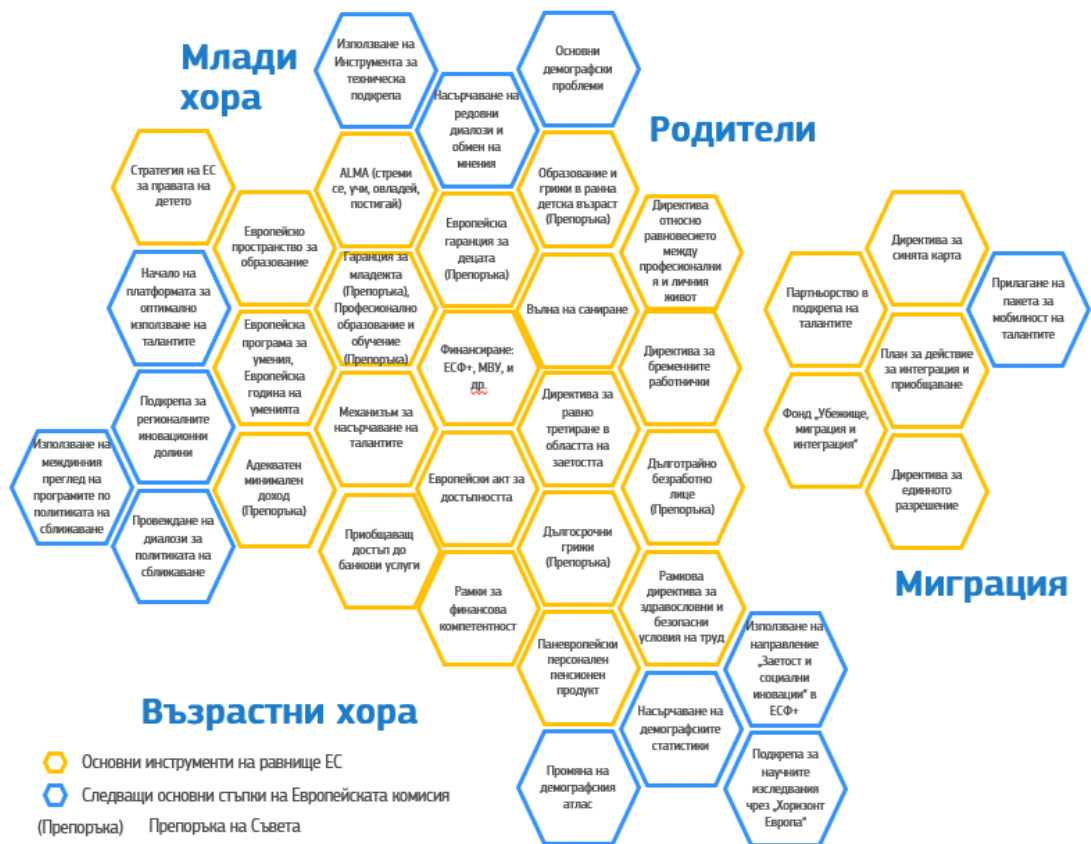 Млади
хора
Използване на
Инструмента за
техническа
подкрепа
Насърчаване на
редовни
диалози и
обмен на
мнения
Основни
демографски
проблеми
Родители
Стратегия на ЕС
за правата на
детето
ALMA (стреми
се, учи, овладей,
постигай)
Образование и
грижи в ранна
детска възраст
(Препоръка)
Европейско
пространство за
образование
Европейска
гаранция за
децата
(Препоръка)
Директива
относно
равновесието
между
професионални
я и личния
живот
Начало на
платформата за
оптимално
използване на
талантите
Гаранция за
младежта
(Препоръка),
Професионално
образование и
обучение
(Препоръка)
Вълна на саниране
Европейска
програма за
умения,
Европейска
година на
уменията
Финансиране:
ЕСФ+, МВУ, и
др.
Директива за
бременните
работнички
Подкрепа за
регионалните
иновационни
долини
Механизъм за
насърчаване на
талантите
Директива за
равно
третиране в
областта на
заетостта
Използване на
междинния
преглед на
програмите по
политиката на
сближаване
Адекватен
минимален
доход
(Препоръка)
Европейски акт за
достъпността
Дълготрайно
безработно
лице
(Препоръка)
Провеждане на
диалози за
политиката на
сближаване
Приобщаващ
достъп до
банкови услуги
Дългосрочни
грижи
(Препоръка)
Рамки за
финансова
компетентност
Рамкова
директива за
здравословни и
безопасни
условия на труд
Паневропейски
персонален
пенсионен
продукт
Използване на
направление
„Заетост и
социални
иновации“ в
ЕСФ+
Насърчаване на
демографските
статистики
Промяна на
демографския
атлас
Подкрепа за
научните
изследвания
чрез „Хоризонт
Европа“
Директива за
синята карта
Партньорство в
подкрепа на
талантите
Прилагане на
пакета за
мобилност на
талантите
План за действие
за интеграция и
приобщаване
Фонд „Убежище,
миграция и
интеграция“
Директива за
единното
разрешение
Миграция
Възрастни хора
Основни инструменти на равнище ЕС
Следващи основни стъпки на Европейската комисия
(Препоръка) Препоръка на Съвета